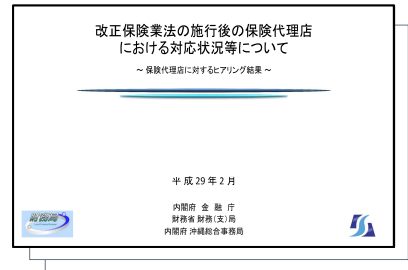 改正保険業法の施行後の保険代理店
における対応状況等について
~ 保険代理店に対するヒアリング結果 ~
平 成 29 年 2 月
内閣府 金 融 庁
財務省 財務(支)局
内閣府 沖縄総合事務局
財務局